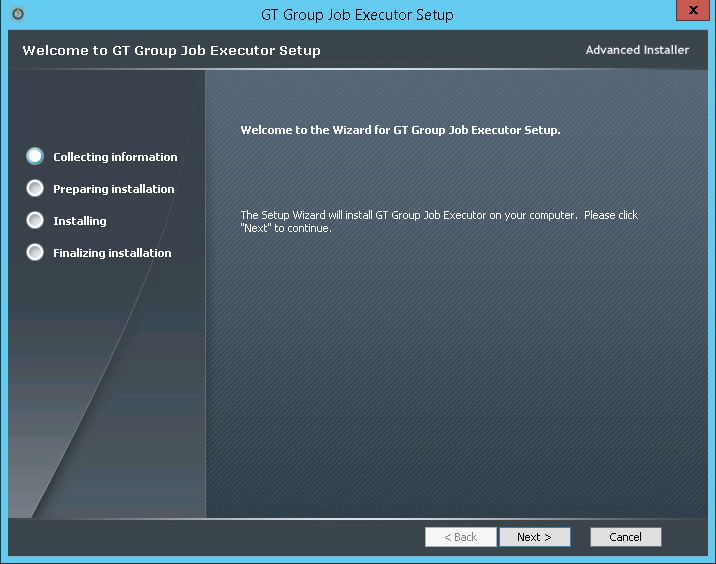 GT Group Job Executor Setup
x
Welcome to GT Group Job Executor Setup
Advanced Installer
Welcome to the Wizard for GT Group Job Executor Setup.
Collecting information
Preparing installation
Installing
Finalizing installation
The Setup Wizard will install GT Group Job Executor on your computer.  Please click
"Next" to continue.
< Back
Next >
Cancel